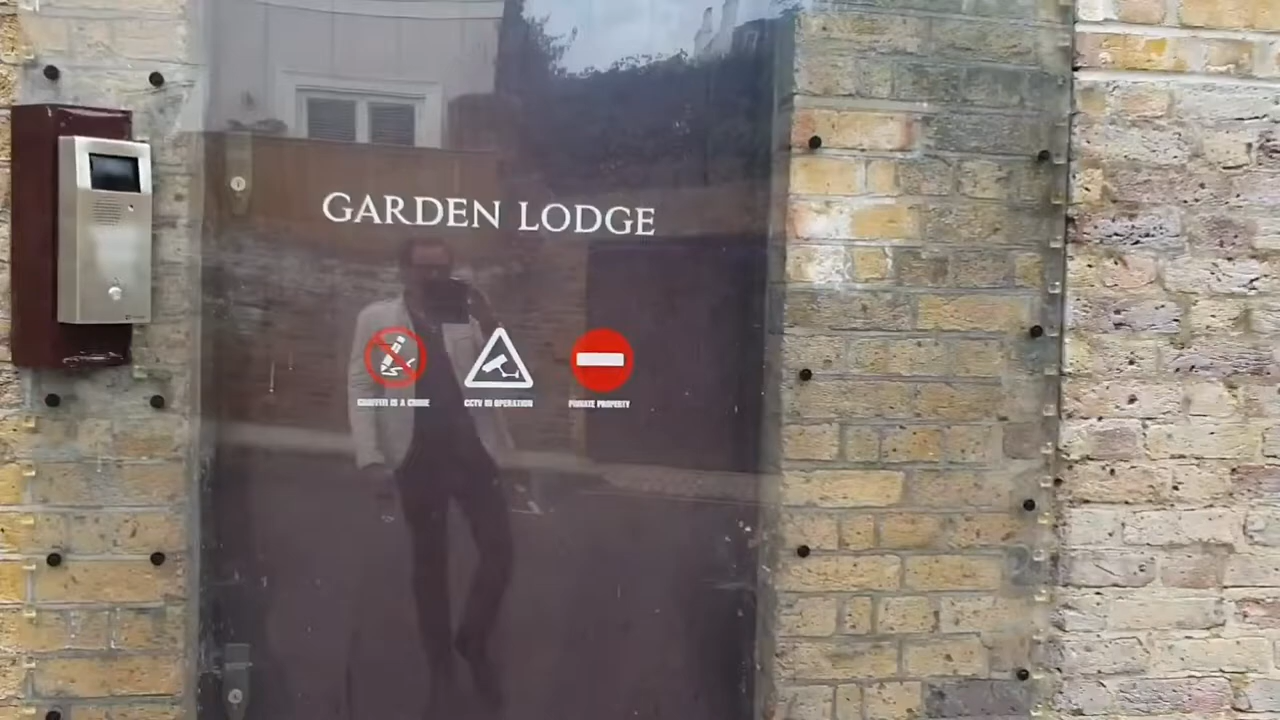 GARDEN LODGE
GRAFFITI IS A CRIME
CCTV IN OPERATION
PRIVATE PROPERTY